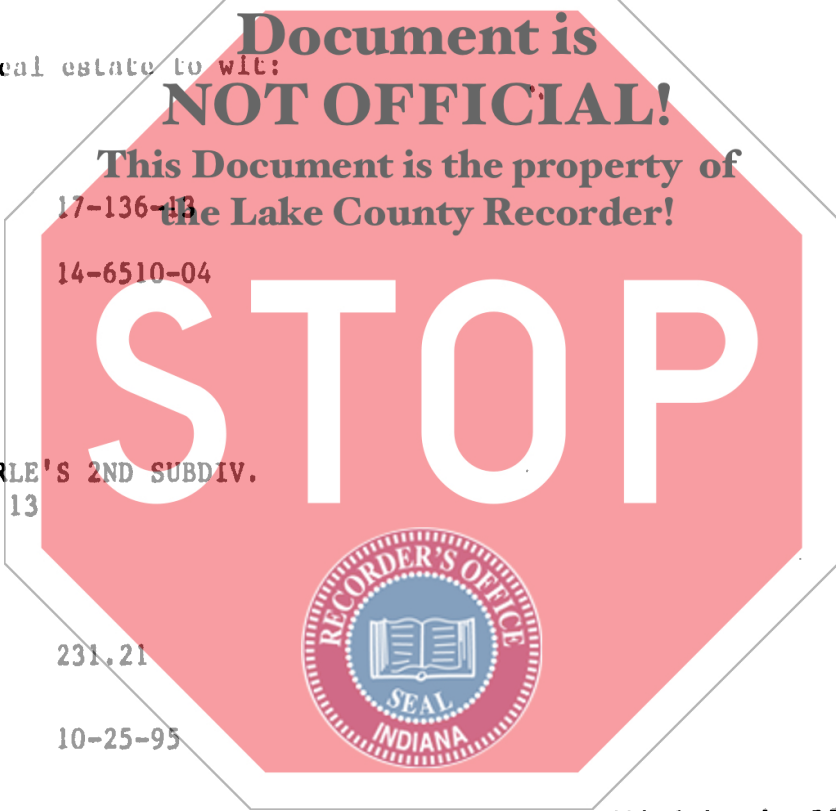 Document is
eal estate to wit:
NOT OFFICIAL!
This Document is the property of
17-136-13
the Lake County Recorder!
14-6510-04
STOP
RLE'S 2ND SUBDIV.
13
RECORDER'S OFFICE
SEAL
INDIANA
231.21
10-25-95